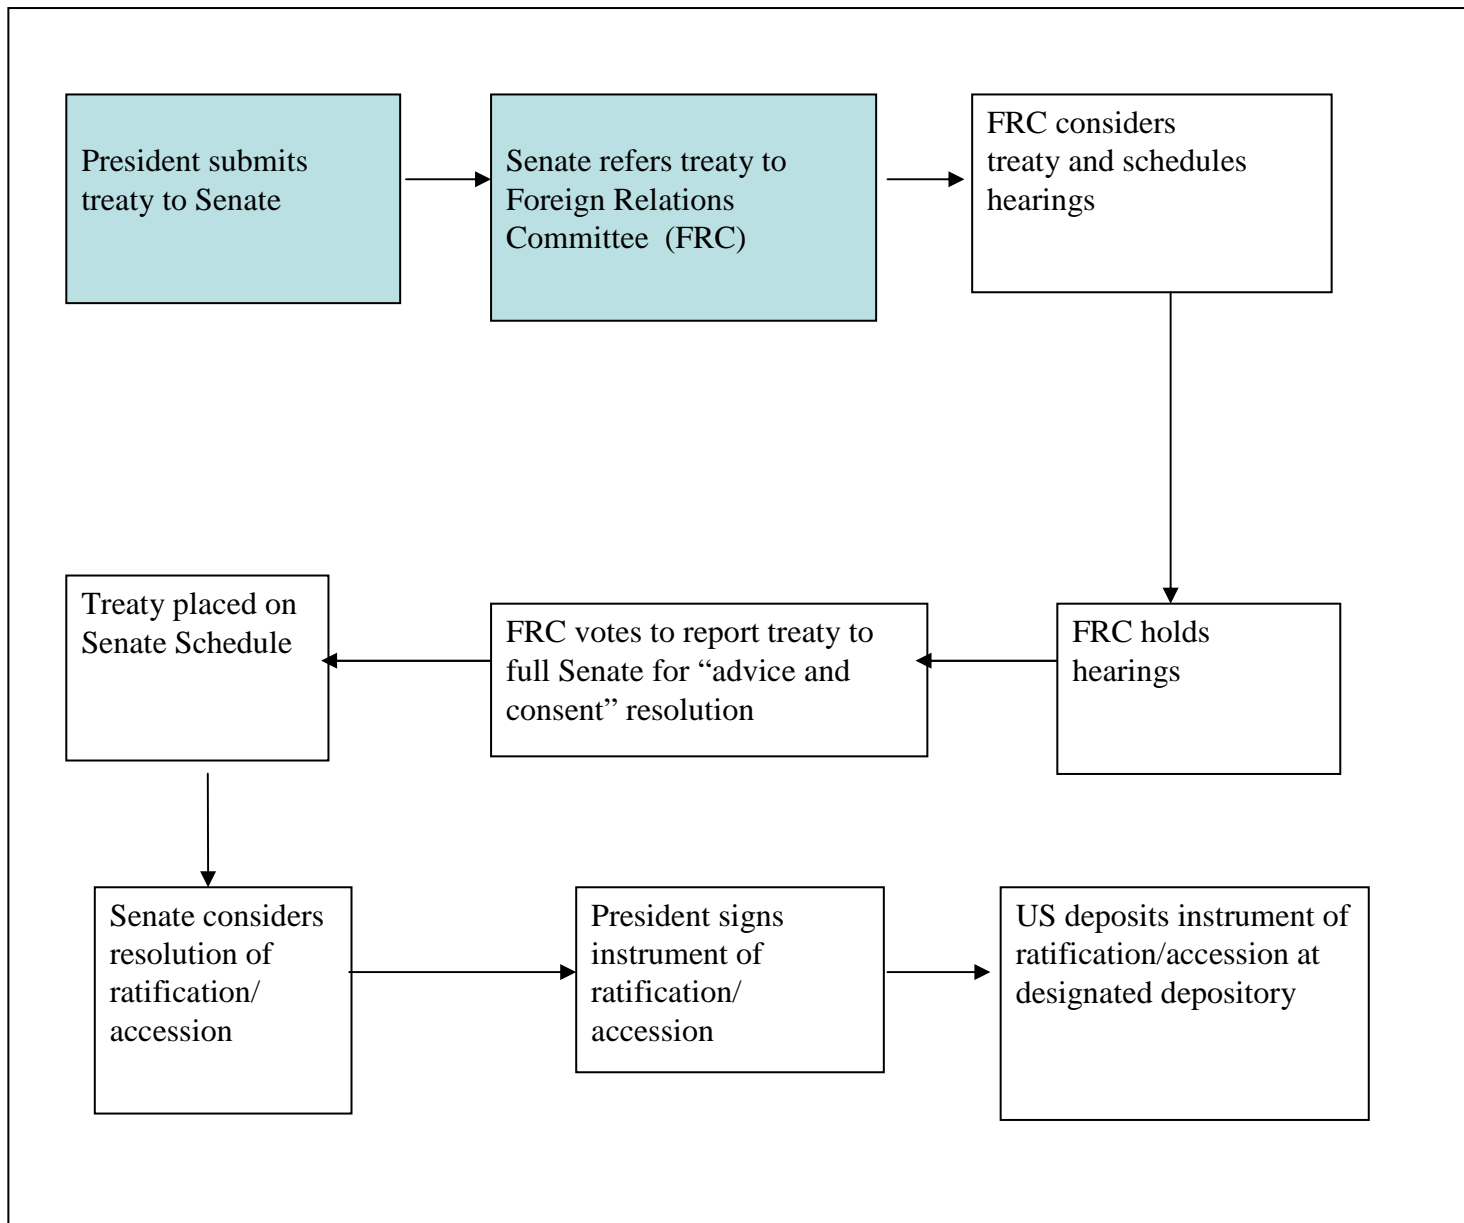 President submits
treaty to Senate
Senate refers treaty to
Foreign Relations
Committee  (FRC)
FRC considers
treaty and schedules
hearings
FRC holds
hearings
FRC votes to report treaty to
full Senate for “advice and
consent” resolution
Treaty placed on
Senate Schedule
Senate considers
resolution of
ratification/
accession
President signs
instrument of
ratification/
accession
US deposits instrument of
ratification/accession at
designated depository